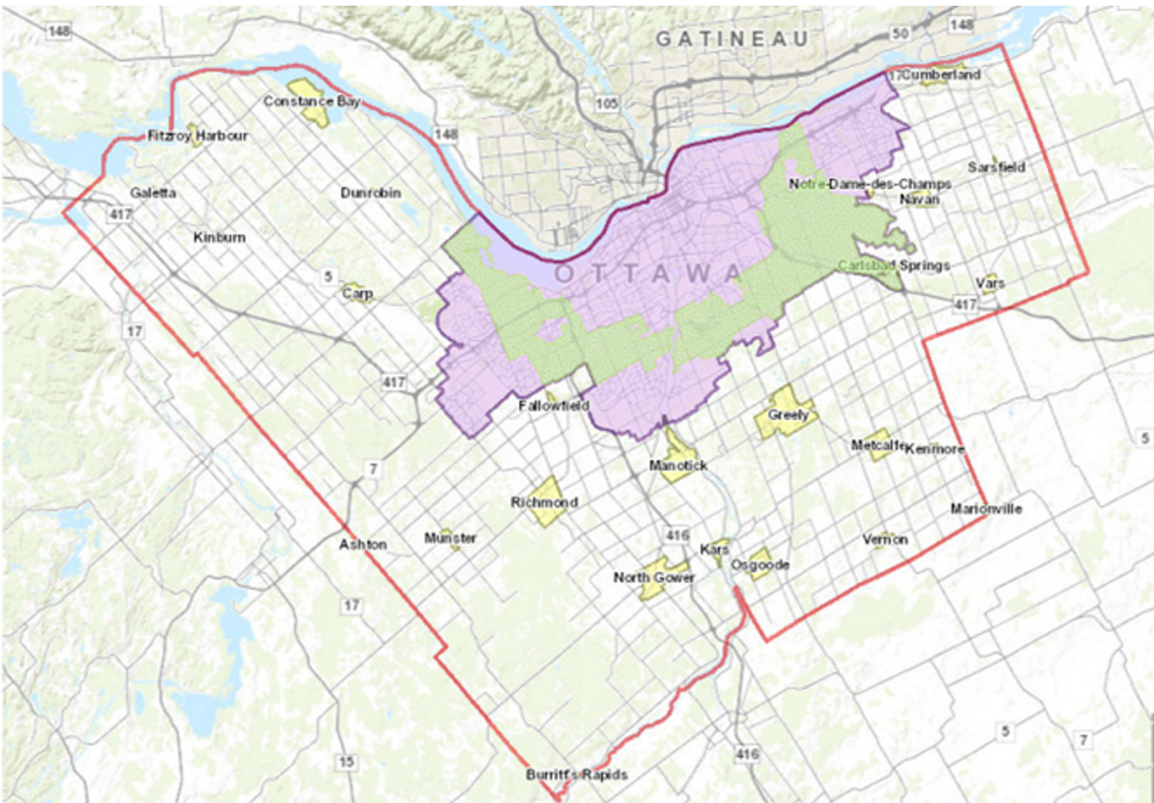 148
GATINEAU
50
148
105
17
Cumberland
Constance Bay
Fitzroy Harbour
148
Sarsfield
Galetta
Dunrobin
Notre-Dame-des-Champs
Navan
417
Kinburn
OTTAWA
Carlsbad Springs
5
Carp
Vars
417
17
417
Fallowfield
Greely
5
Metcalfe
Kenmore
7
Manotick
Richmond
Marionville
Ashton
Munster
416
Kars
Vernon
Osgoode
North Gower
17
5
7
15
416
Burritt's Rapids